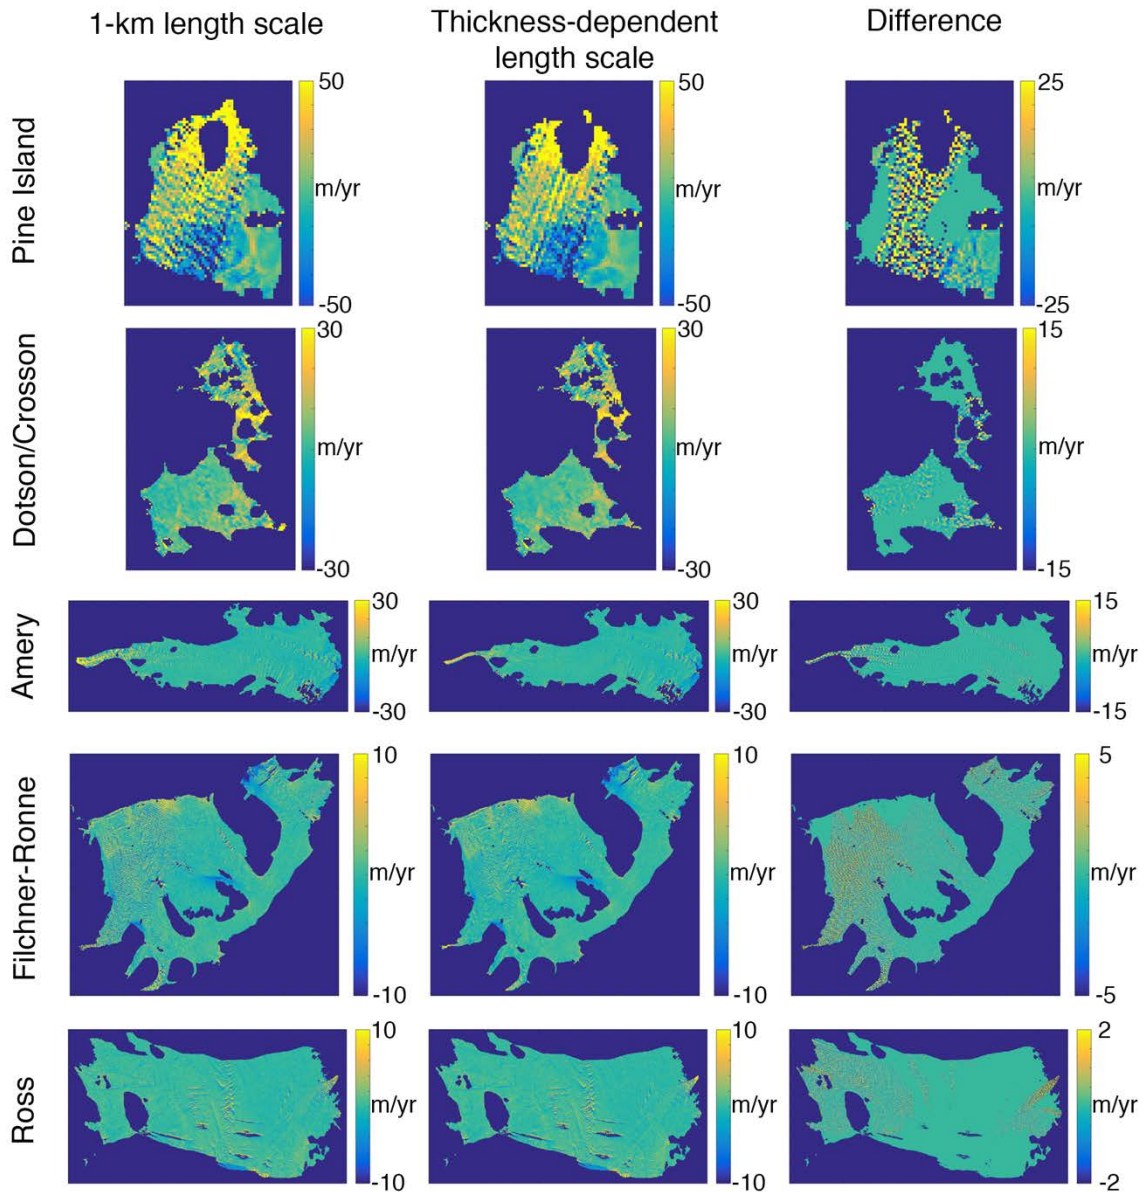 1-km length scale
Thickness-dependent
length scale
Difference
Pine Island
50
m/yr
-50
50
m/yr
-50
25
m/yr
-25
Dotson/Crosson
30
m/yr
-30
30
m/yr
-30
15
m/yr
-15
Amery
30
m/yr
-30
30
m/yr
-30
15
m/yr
-15
Filchner-Ronne
10
m/yr
-10
10
m/yr
-10
5
m/yr
-5
Ross
10
m/yr
-10
10
m/yr
-10
2
m/yr
-2